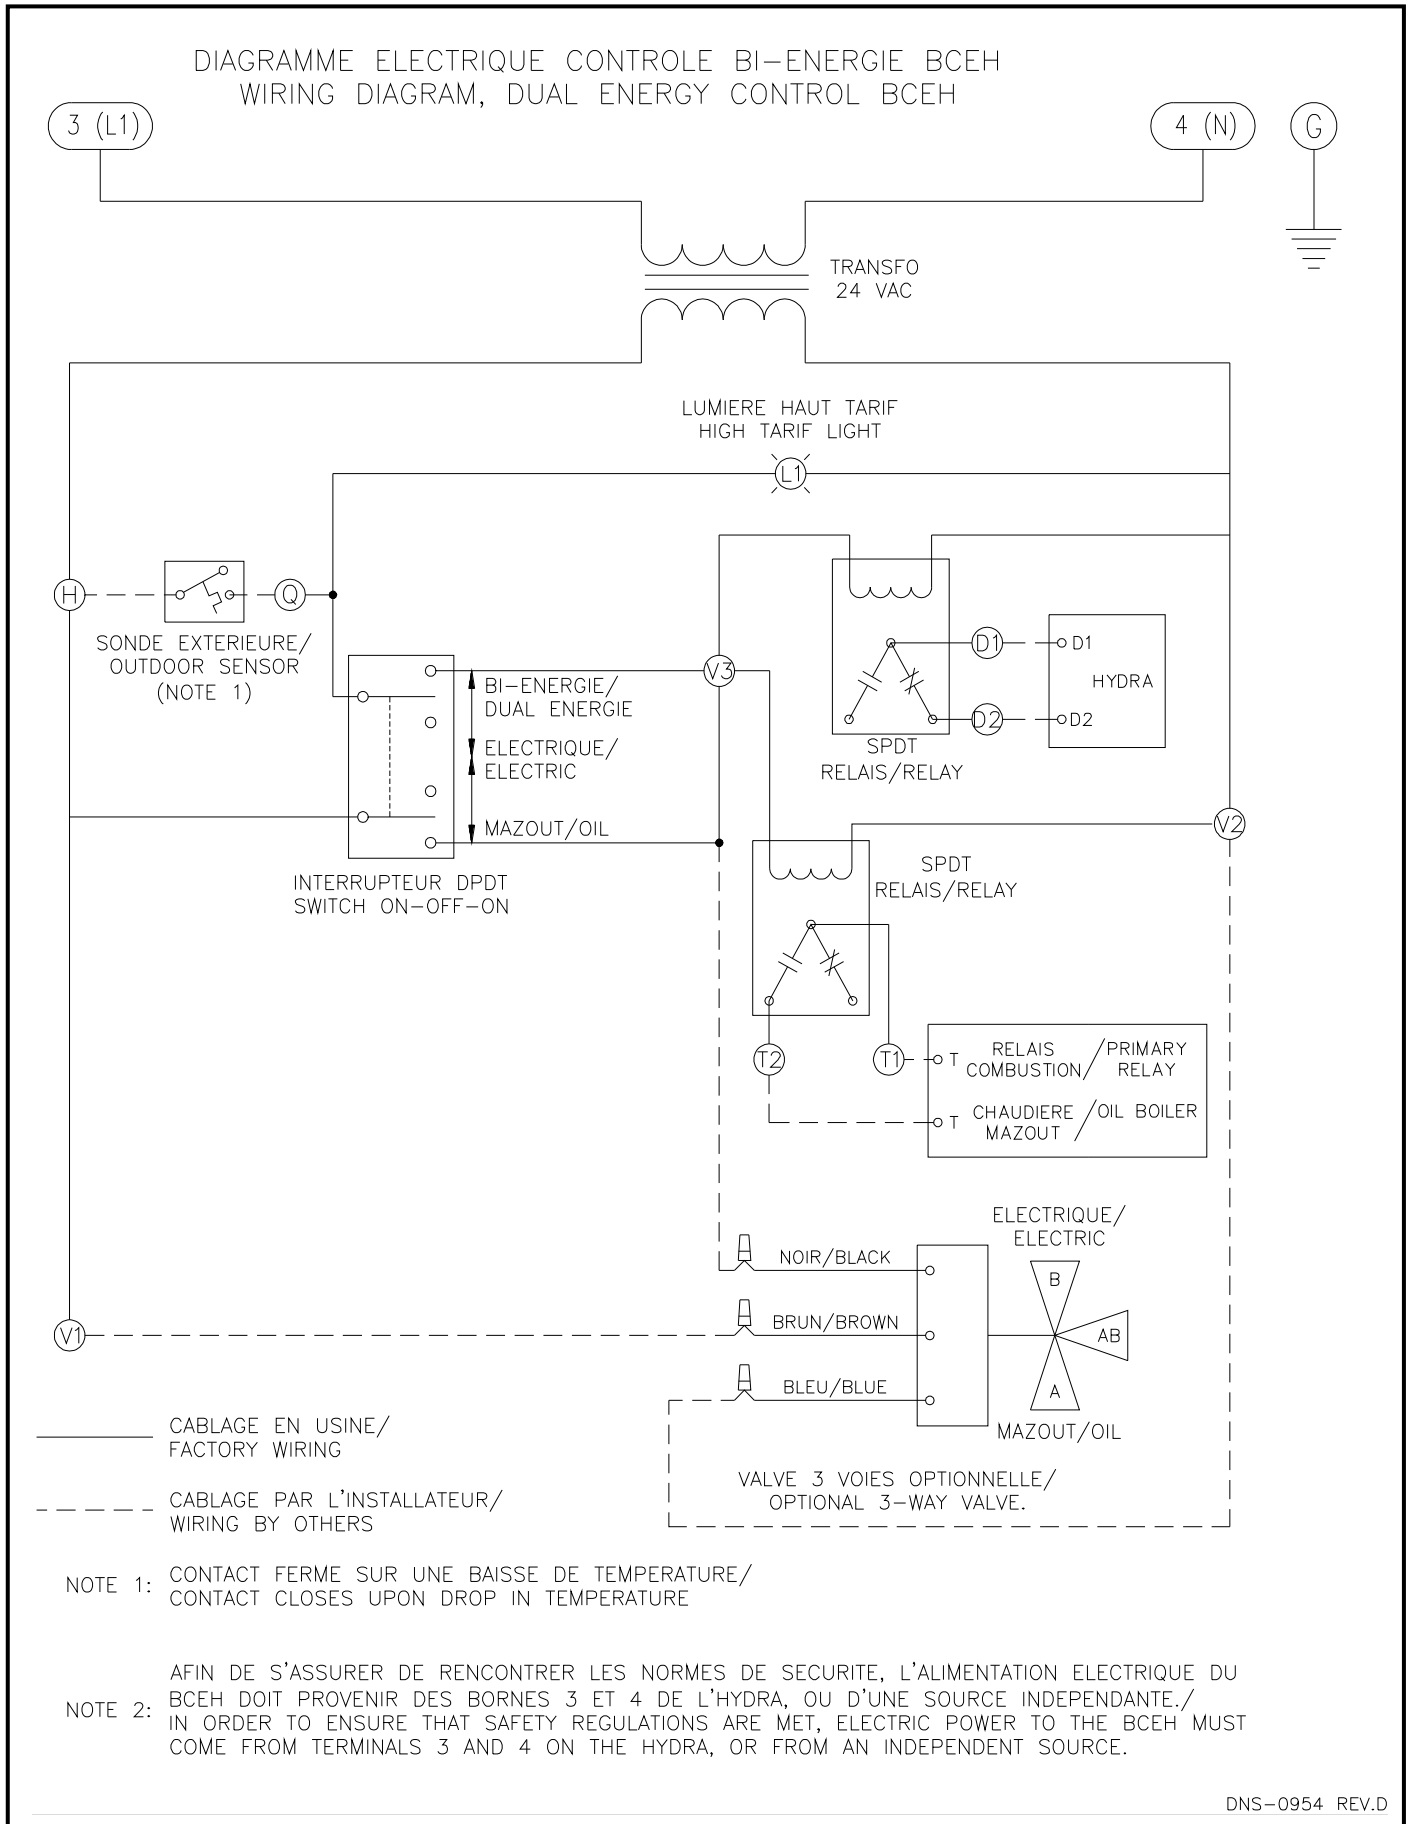 DIAGRAMME ELECTRIQUE CONTROLE BI-ENERGIE BCEH
WIRING DIAGRAM, DUAL ENERGY CONTROL BCEH
3 (L1)
4 (N)
G
TRANSFO
24 VAC
LUMIERE HAUT TARIF
HIGH TARIF LIGHT
L1
H
Q
SONDE EXTERIEURE/
OUTDOOR SENSOR
(NOTE 1)
V3
BI-ENERGIE/
DUAL ENERGIE
ELECTRIQUE/
ELECTRIC
MAZOUT/OIL
INTERRUPTEUR DPDT
SWITCH ON-OFF-ON
D1
D1
HYDRA
D2
D2
SPDT
RELAIS/RELAY
V2
SPDT
RELAIS/RELAY
T2
T1
T
RELAIS
COMBUSTION/
PRIMARY
RELAY
T
CHAUDIERE
MAZOUT /
OIL BOILER
ELECTRIQUE/
ELECTRIC
NOIR/BLACK
B
V1
BRUN/BROWN
AB
BLEU/BLUE
A
MAZOUT/OIL
VALVE 3 VOIES OPTIONNELLE/
OPTIONAL 3-WAY VALVE.
CABLAGE EN USINE/
FACTORY WIRING
CABLAGE PAR L'INSTALLATEUR/
WIRING BY OTHERS
NOTE 1:
CONTACT FERME SUR UNE BAISSE DE TEMPERATURE/
CONTACT CLOSES UPON DROP IN TEMPERATURE
NOTE 2:
AFIN DE S'ASSURER DE RENCONTRER LES NORMES DE SECURITE, L'ALIMENTATION ELECTRIQUE DU
BCEH DOIT PROVENIR DES BORNES 3 ET 4 DE L'HYDRA, OU D'UNE SOURCE INDEPENDANTE./
IN ORDER TO ENSURE THAT SAFETY REGULATIONS ARE MET, ELECTRIC POWER TO THE BCEH MUST
COME FROM TERMINALS 3 AND 4 ON THE HYDRA, OR FROM AN INDEPENDENT SOURCE.
DNS-0954 REV.D